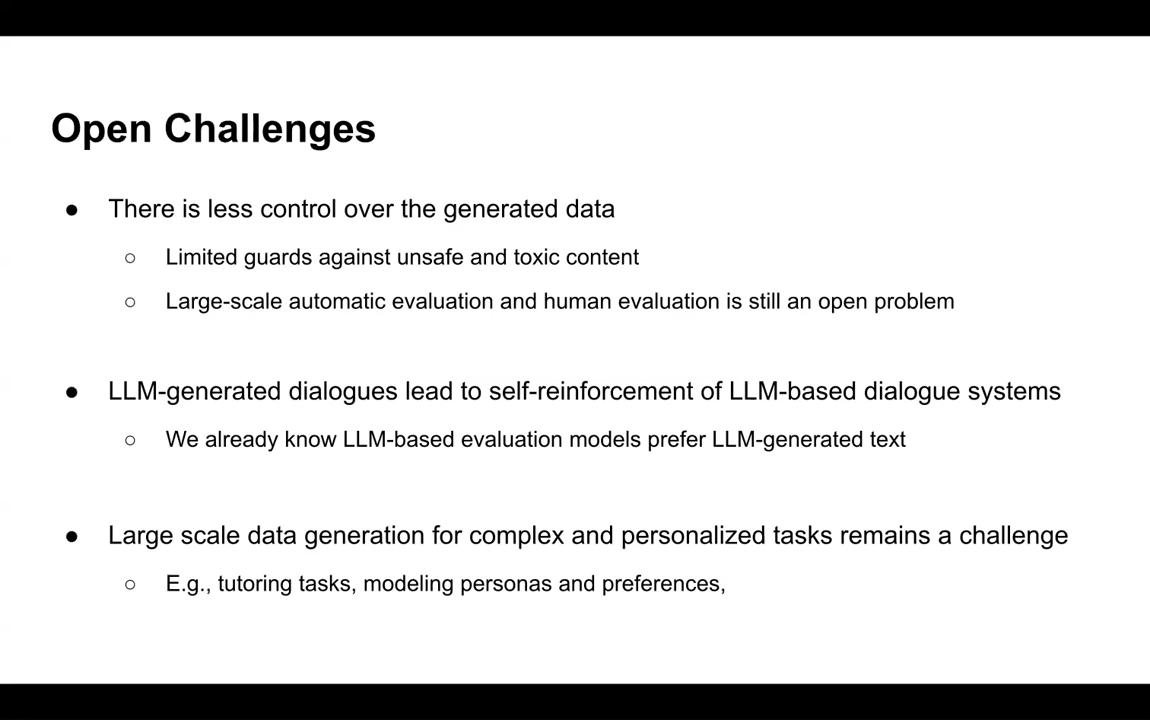 Open Challenges
● There is less control over the generated data
○ Limited guards against unsafe and toxic content
○ Large-scale automatic evaluation and human evaluation is still an open problem
● LLM-generated dialogues lead to self-reinforcement of LLM-based dialogue systems
○ We already know LLM-based evaluation models prefer LLM-generated text
● Large scale data generation for complex and personalized tasks remains a challenge
○ E.g., tutoring tasks, modeling personas and preferences,